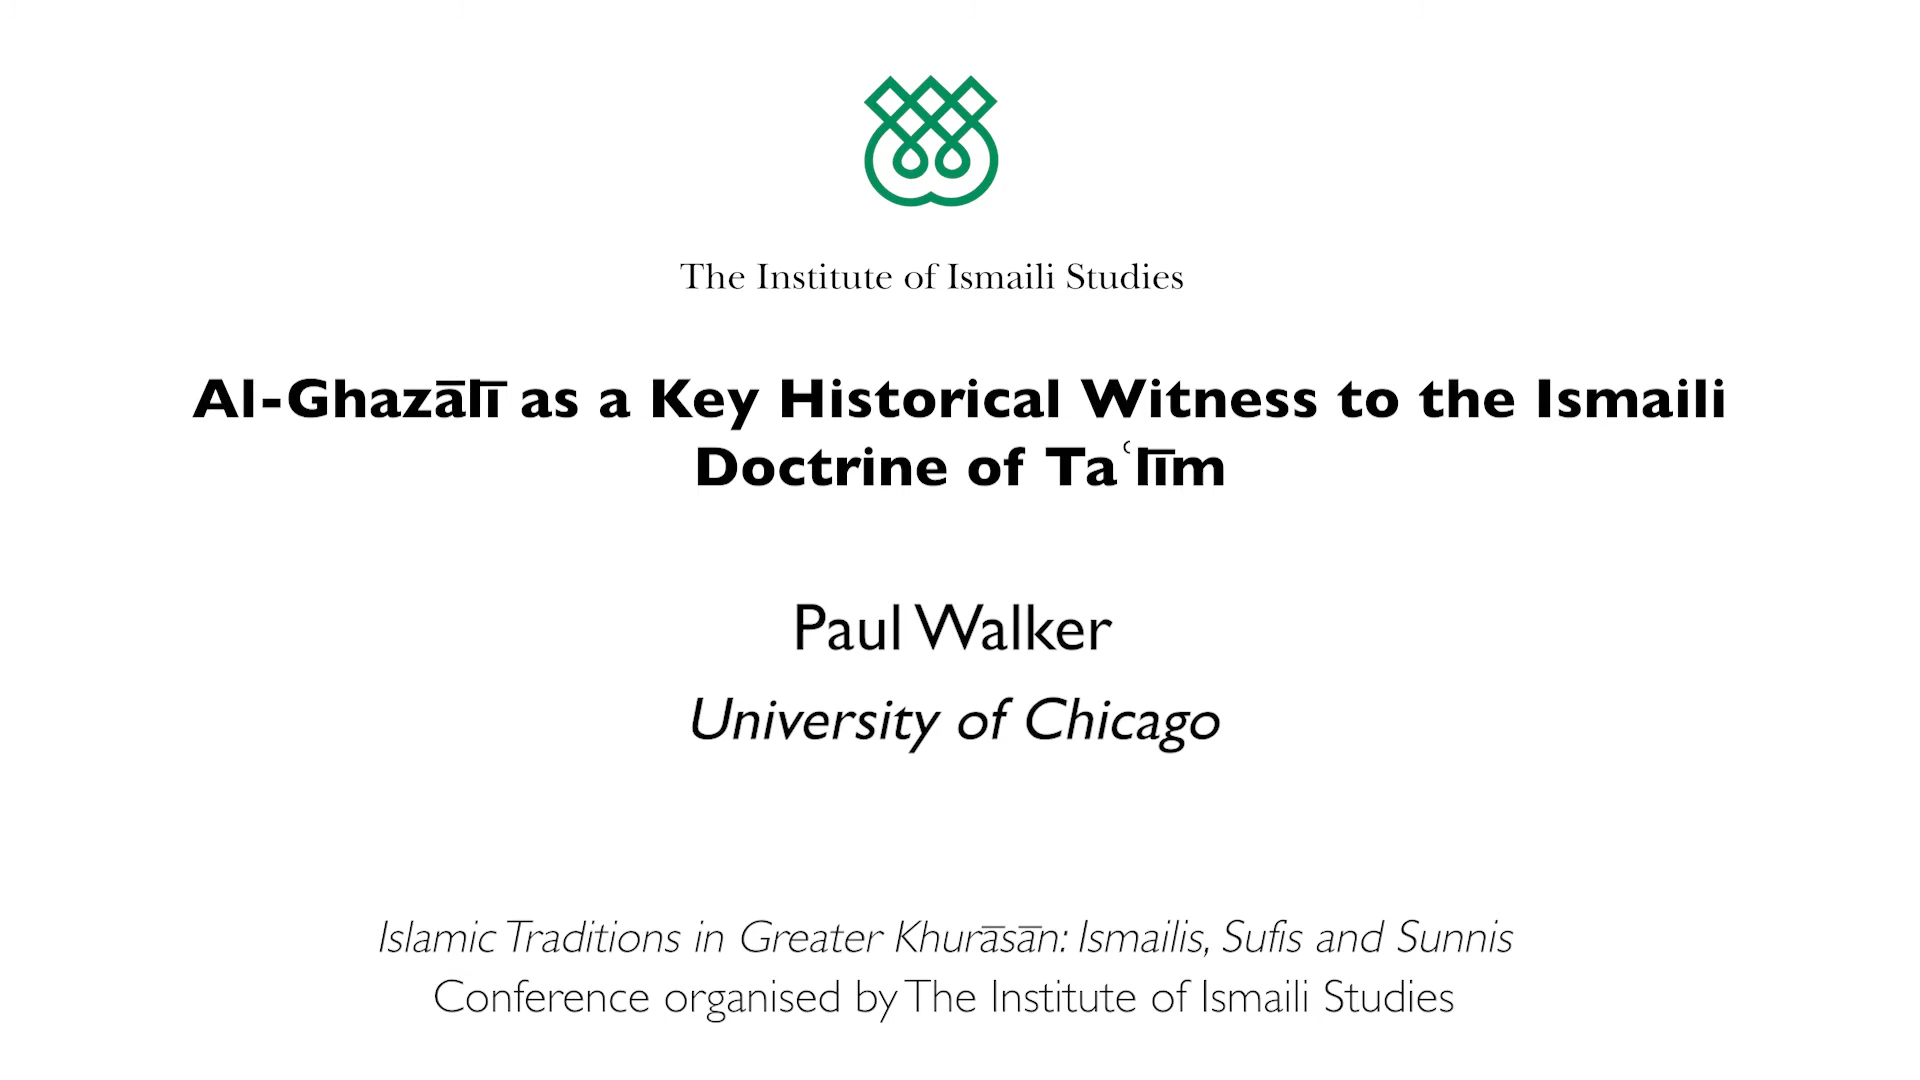 The Institute of Ismaili Studies
Al-Ghazālī as a Key Historical Witness to the Ismaili
Doctrine of Taʿlīm
Paul Walker
University of Chicago
Islamic Traditions in Greater Khurāsān: Ismailis, Sufis and Sunnis
Conference organised by The Institute of Ismaili Studies